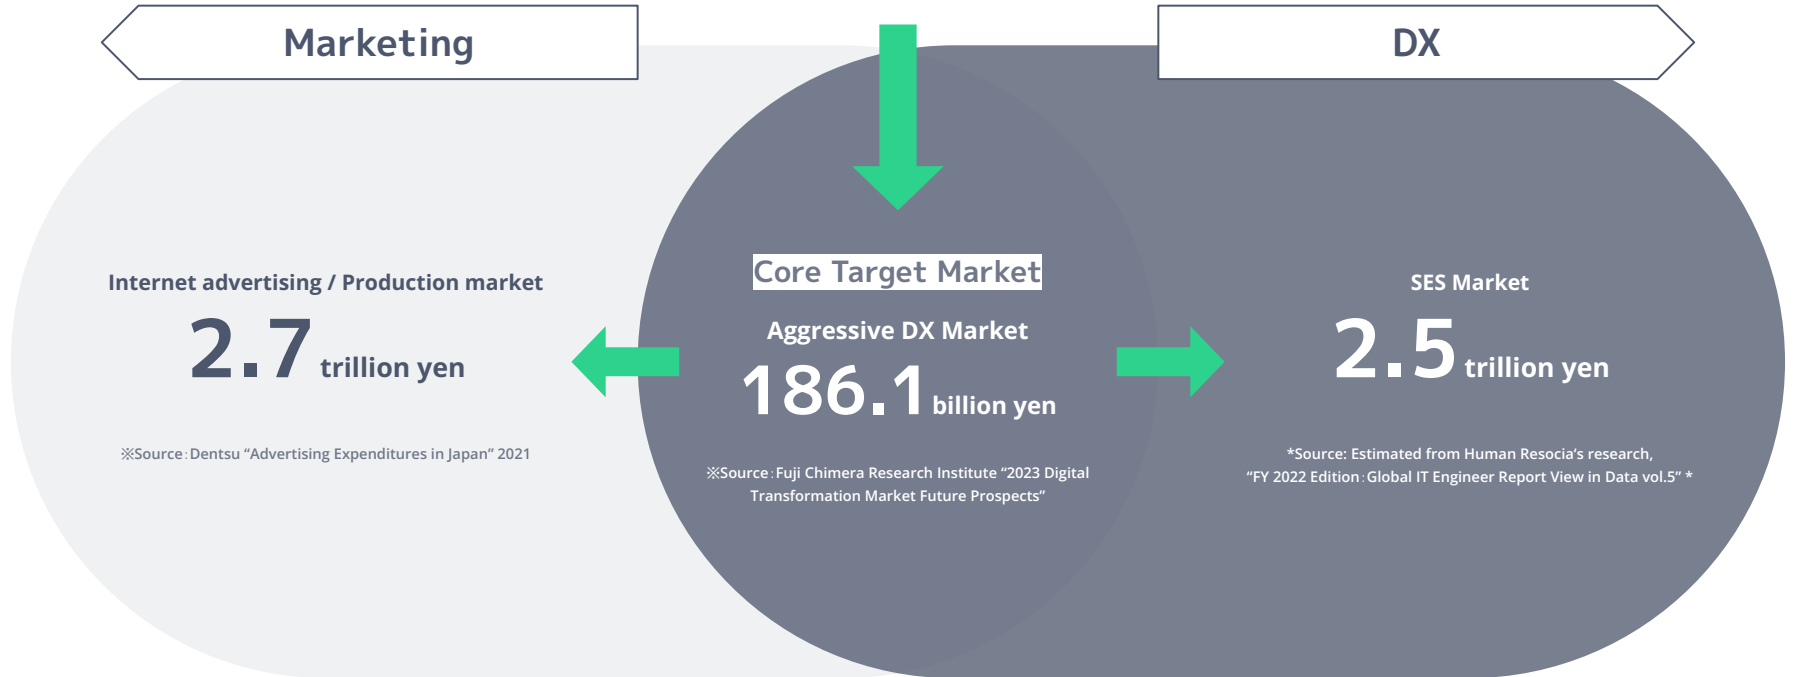 Marketing
DX
Internet advertising / Production market
2.7 trillion yen
※Source:Dentsu “Advertising Expenditures in Japan” 2021
Core Target Market
Aggressive DX Market
186.1 billion yen
※Source:Fuji Chimera Research Institute “2023 Digital
Transformation Market Future Prospects”
SES Market
2.5 trillion yen
*Source: Estimated from Human Resocia’s research,
“FY 2022 Edition:Global IT Engineer Report View in Data vol.5” *